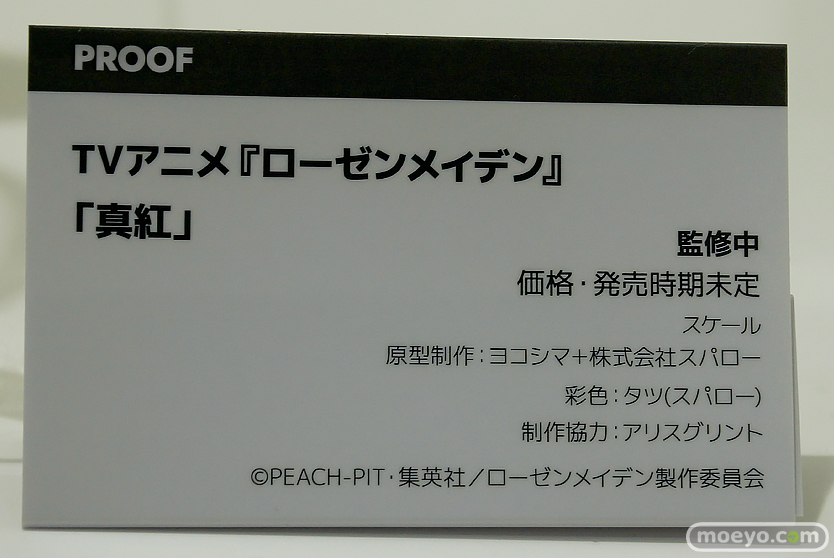 PROOF
TVアニメ『ローゼンメイデン』
「真紅」
監修中
価格・発売時期未定
スケール
原型制作：ヨコシマ＋株式会社スパロー
彩色：タツ(スパロー)
制作協力：アリスグリント
©PEACH-PIT・集英社／ローゼンメイデン製作委員会
moeyo.com